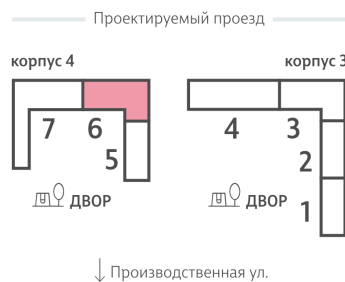 Проектируемый проезд
корпус 4
корпус 3
7 6
4 3
5
2
ДВОР
ДВОР
1
Производственная ул.